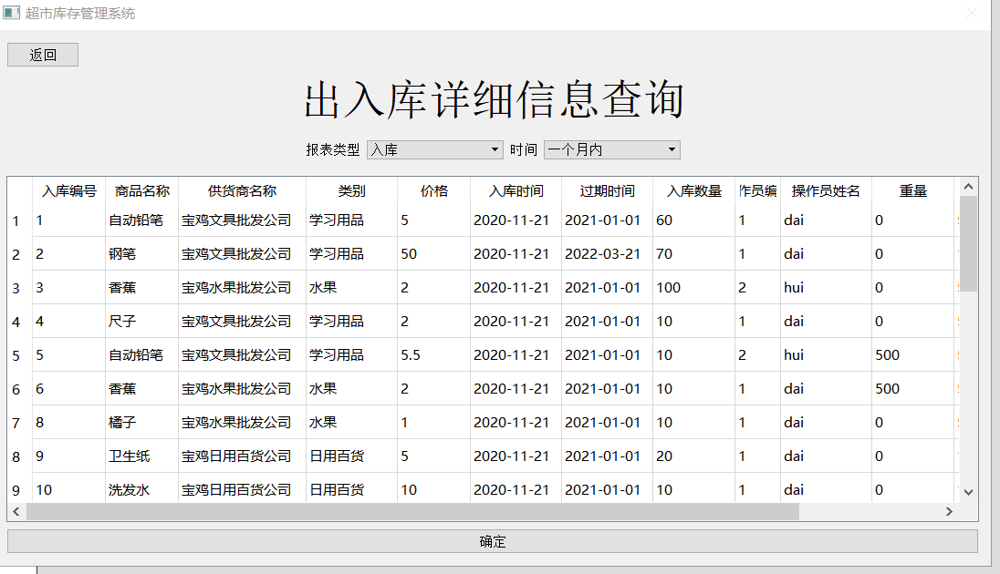 超市库存管理系统
返回
出入库详细信息查询
报表类型 入库 时间 一个月内
入库编号 商品名称 供货商名称 类别 价格 入库时间 过期时间 入库数量 作员编 操作员姓名 重量
1 1 自动铅笔 宝鸡文具批发公司 学习用品 5 2020-11-21 2021-01-01 60 1 dai 0
2 2 钢笔 宝鸡文具批发公司 学习用品 50 2020-11-21 2022-03-21 70 1 dai 0
3 3 香蕉 宝鸡水果批发公司 水果 2 2020-11-21 2021-01-01 100 2 hui 0
4 4 尺子 宝鸡文具批发公司 学习用品 2 2020-11-21 2021-01-01 10 1 dai 0
5 5 自动铅笔 宝鸡文具批发公司 学习用品 5.5 2020-11-21 2021-01-01 10 2 hui 500
6 6 香蕉 宝鸡水果批发公司 水果 2 2020-11-21 2021-01-01 10 1 dai 500
7 8 橘子 宝鸡水果批发公司 水果 1 2020-11-21 2021-01-01 10 1 dai 0
8 9 卫生纸 宝鸡日用百货公司 日用百货 5 2020-11-21 2021-01-01 20 1 dai 0
9 10 洗发水 宝鸡日用百货公司 日用百货 10 2020-11-21 2021-01-01 10 1 dai 0
确定